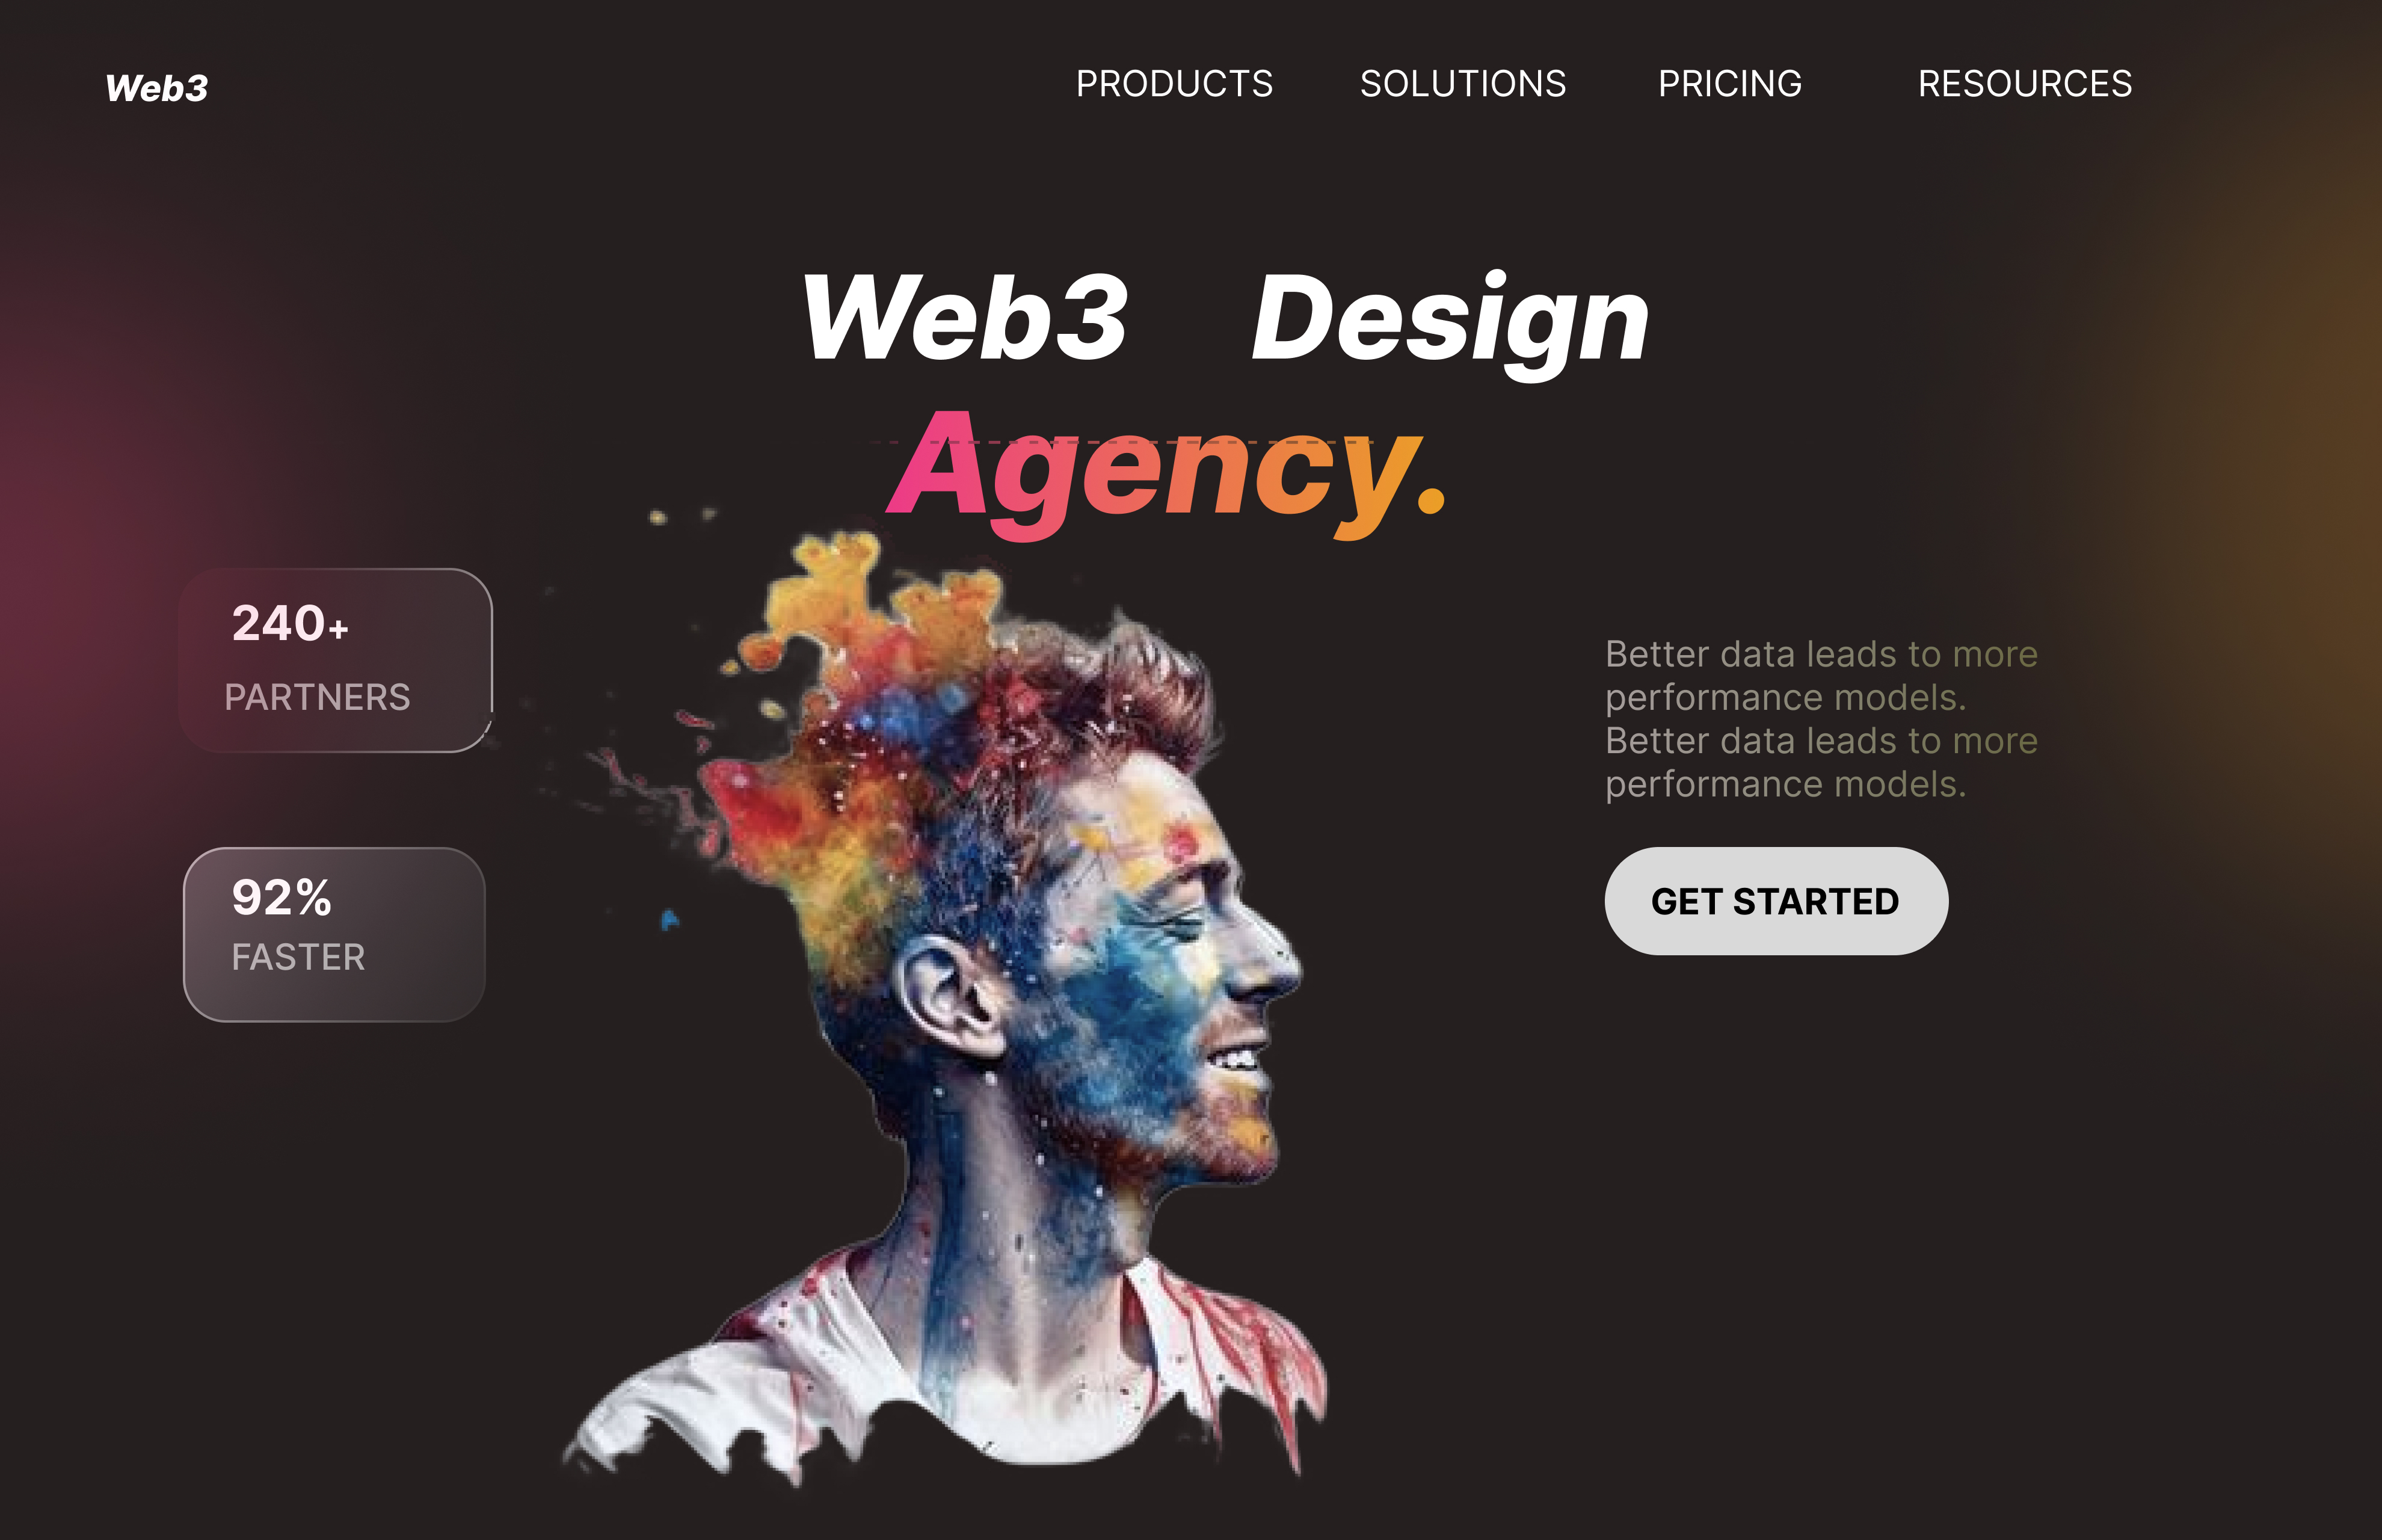 Web3
PRODUCTS SOLUTIONS PRICING RESOURCES
Web3 Design
Agency.
240+
PARTNERS
92%
FASTER
Better data leads to more
performance models.
Better data leads to more
performance models.
GET STARTED